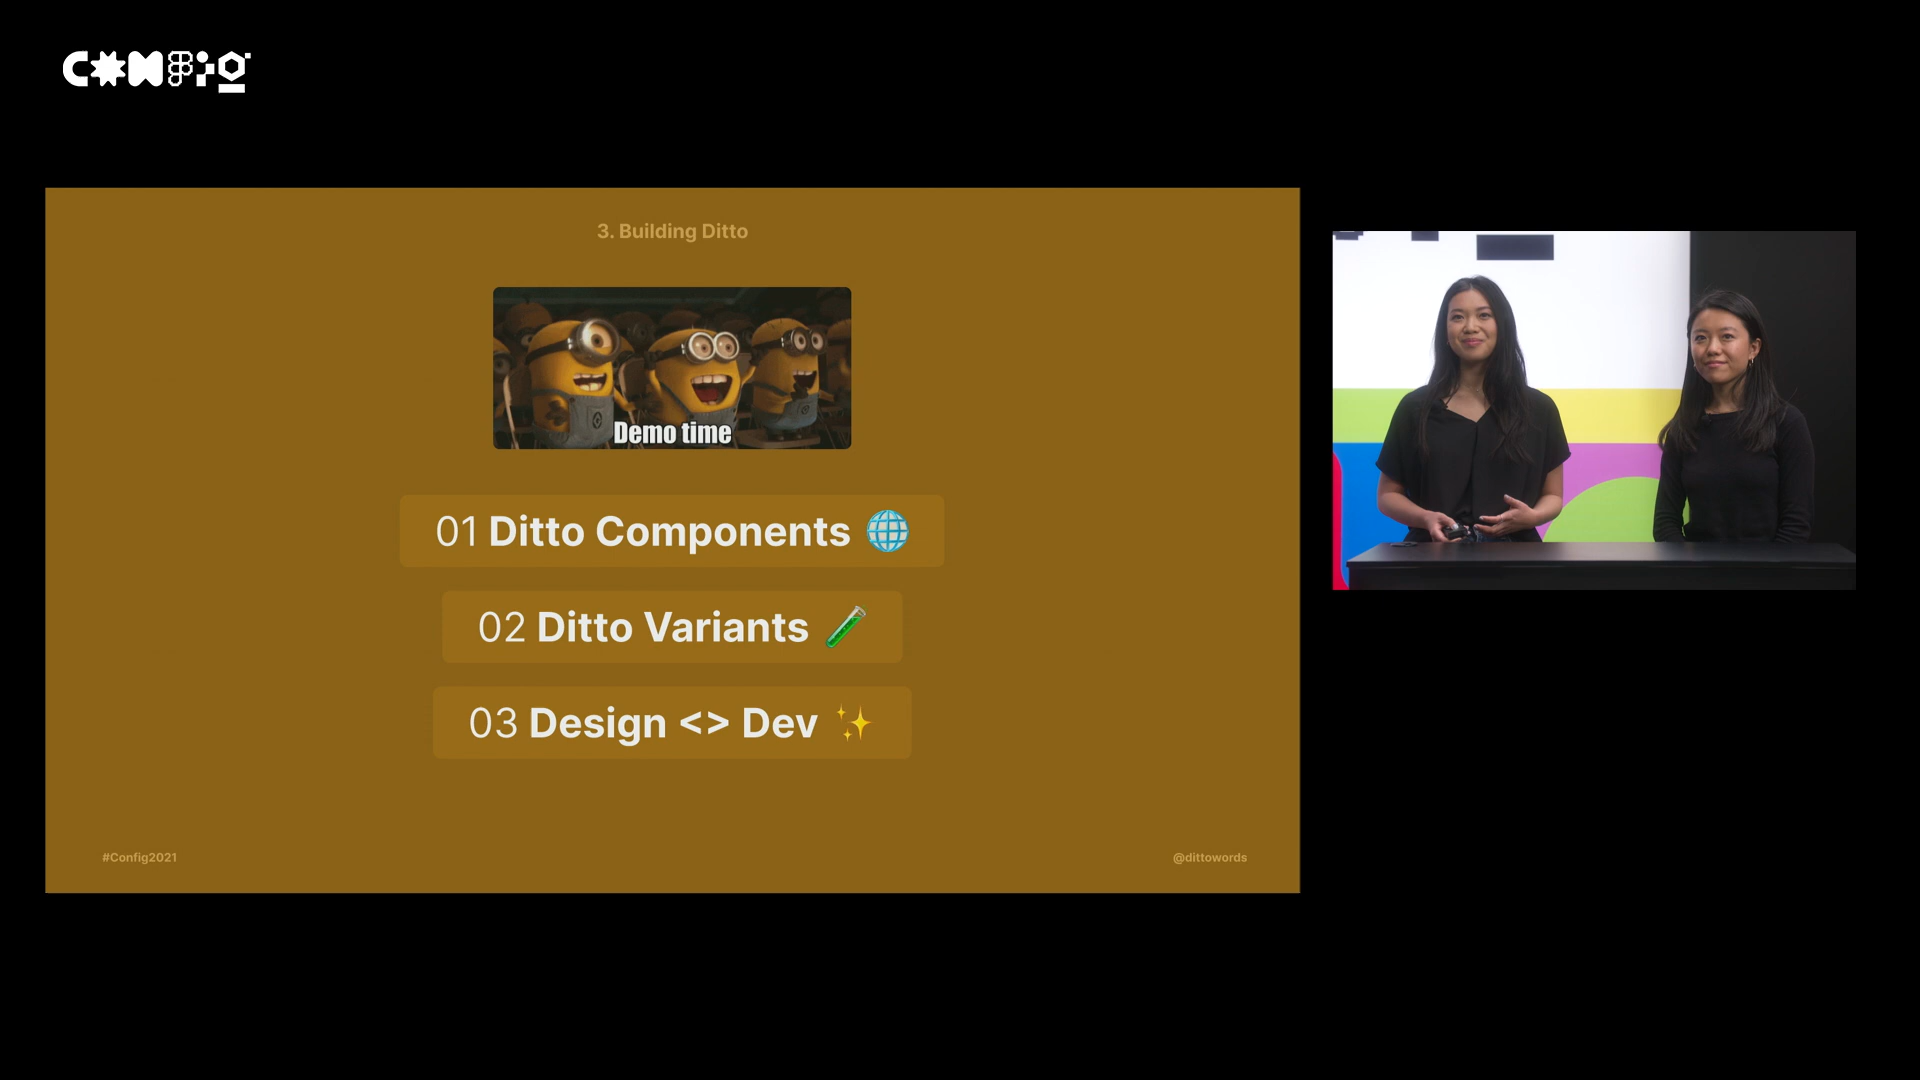 Config
3. Building Ditto
Demo time
01 Ditto Components 🌐
02 Ditto Variants 🧪
03 Design <> Dev ✨
#Config2021
@dittowords